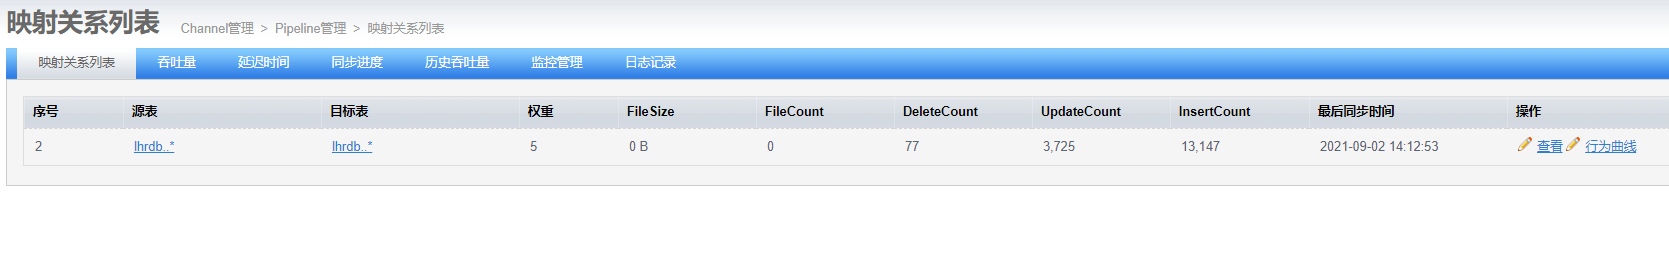 映射关系列表 Channel管理 > Pipeline管理 > 映射关系列表
映射关系列表 吞吐量 延迟时间 同步进度 历史吞吐量 监控管理 日志记录
序号 源表 目标表 权重 FileSize FileCount DeleteCount UpdateCount InsertCount 最后同步时间 操作
2 lhrdb..* lhrdb..* 5 0 B 0 77 3,725 13,147 2021-09-02 14:12:53 查看 行为曲线